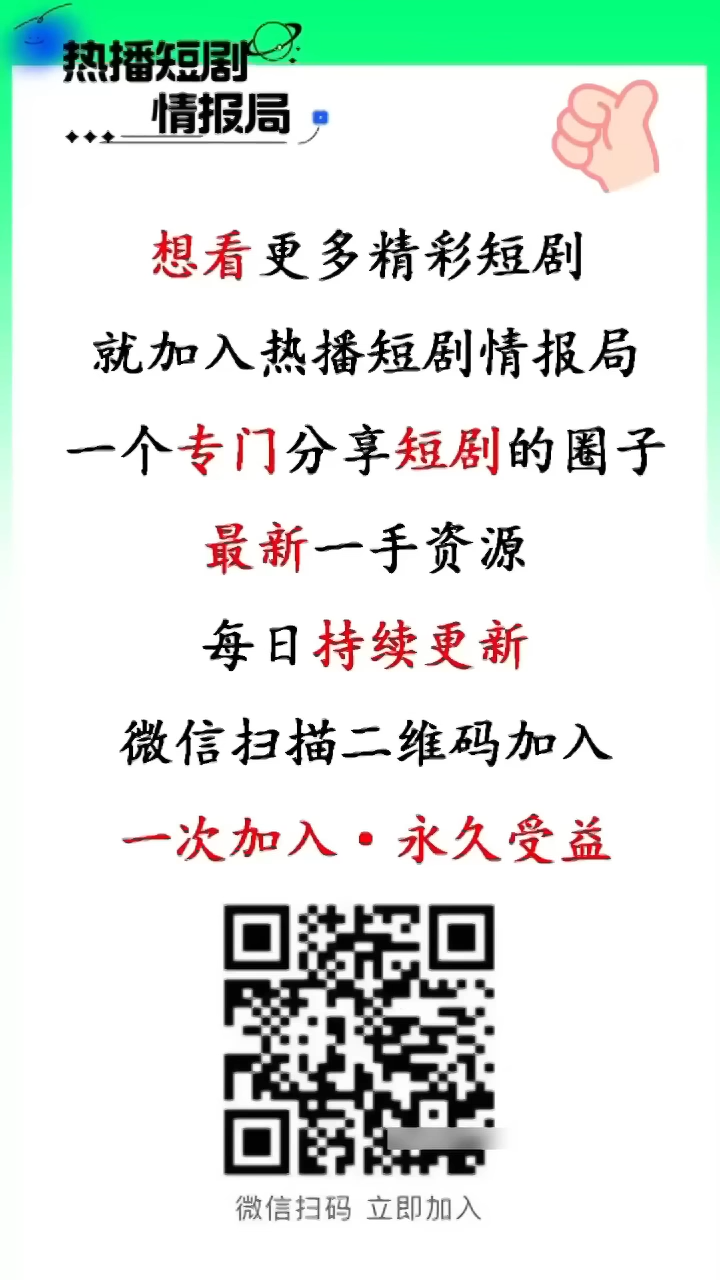 热播短剧
情报局
想看更多精彩短剧
就加入热播短剧情报局
一个专门分享短剧的圈子
最新一手资源
每日持续更新
微信扫描二维码加入
一次加入·永久受益
微信扫码 立即加入